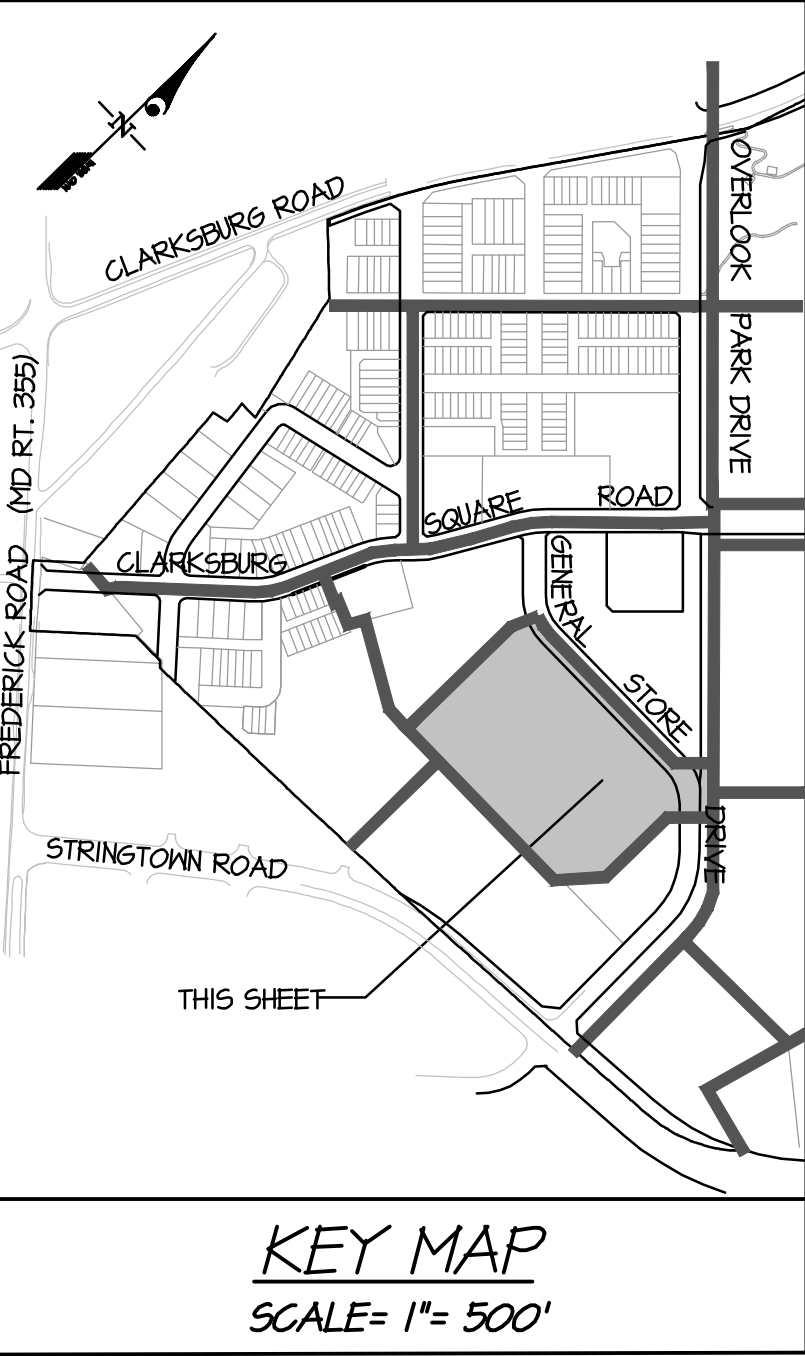 N
CLARKSBURG ROAD
OVERLOOK PARK DRIVE
FREDERICK ROAD (MD RT. 355)
CLARKSBURG SQUARE ROAD
GENERAL STORE DRIVE
STRINGTOWN ROAD
THIS SHEET
KEY MAP
SCALE= 1"= 500'